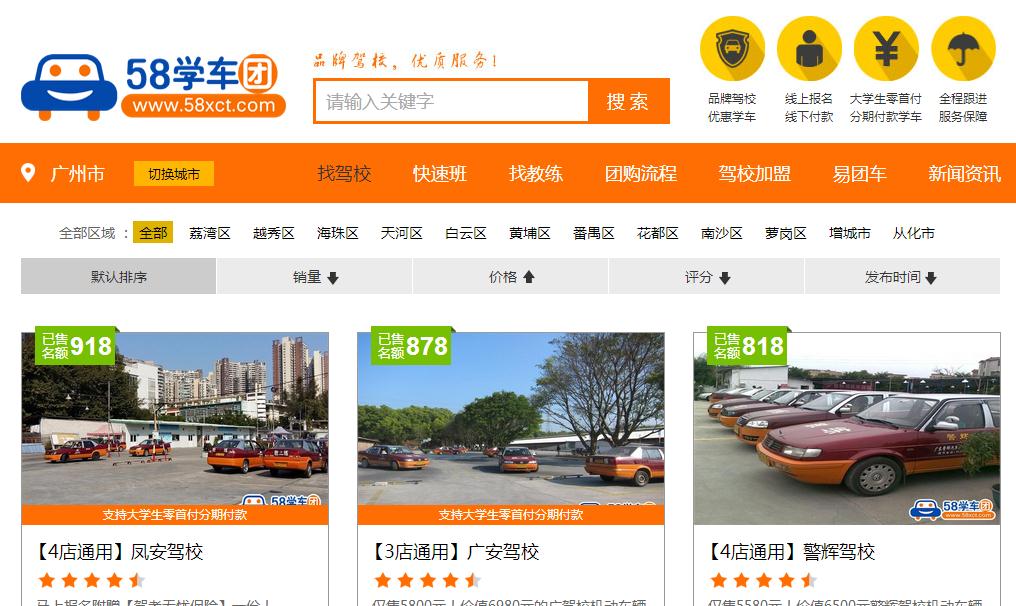 58学车团
www.58xct.com
品牌驾校，优质服务！
请输入关键字
搜 索
品牌驾校
优惠学车
线上报名
线下付款
大学生零首付
分期付款学车
全程跟进
服务保障
广州市 切换城市 找驾校 快速班 找教练 团购流程 驾校加盟 易团车 新闻资讯
全部区域 ： 全部 荔湾区 越秀区 海珠区 天河区 白云区 黄埔区 番禺区 花都区 南沙区 萝岗区 增城市 从化市
默认排序 销量 价格 评分 发布时间
已售名额 918
58学车团
支持大学生零首付分期付款
【4店通用】凤安驾校
马上报名附赠【驾考无忧保险】一份！
已售名额 878
支持大学生零首付分期付款
【3店通用】广安驾校
仅售5800元！价值6980元的广驾校机动车辆
已售名额 818
58学车团
www.58xct.com
【4店通用】警辉驾校
仅售5580元！价值6500元警辉驾校机动车辆